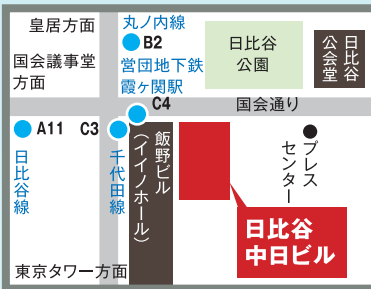 皇居方面
丸ノ内線
B2
国会議事堂
方面
営団地下鉄
霞ヶ関駅
日比谷
公園
日比谷
公会堂
C4
国会通り
A11
C3
日比谷線
千代田線
飯野ビル
(イイノホール)
プレス
センター
日比谷
中日ビル
東京タワー方面